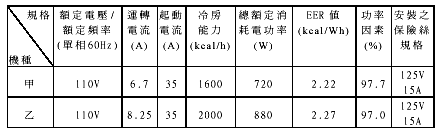 規格
機種
額定電壓/
額定頻率
(單相60Hz)
運轉
電流
(A)
起動
電流
(A)
冷房
能力
(kcal/h)
總額定消
耗電功率
(W)
EER 值
(kcal/Wh)
功率
因素
(%)
安裝之
保險絲
規格
甲 110V 6.7 35 1600 720 2.22 97.7 125V
15A
乙 110V 8.25 35 2000 880 2.27 97.0 125V
15A